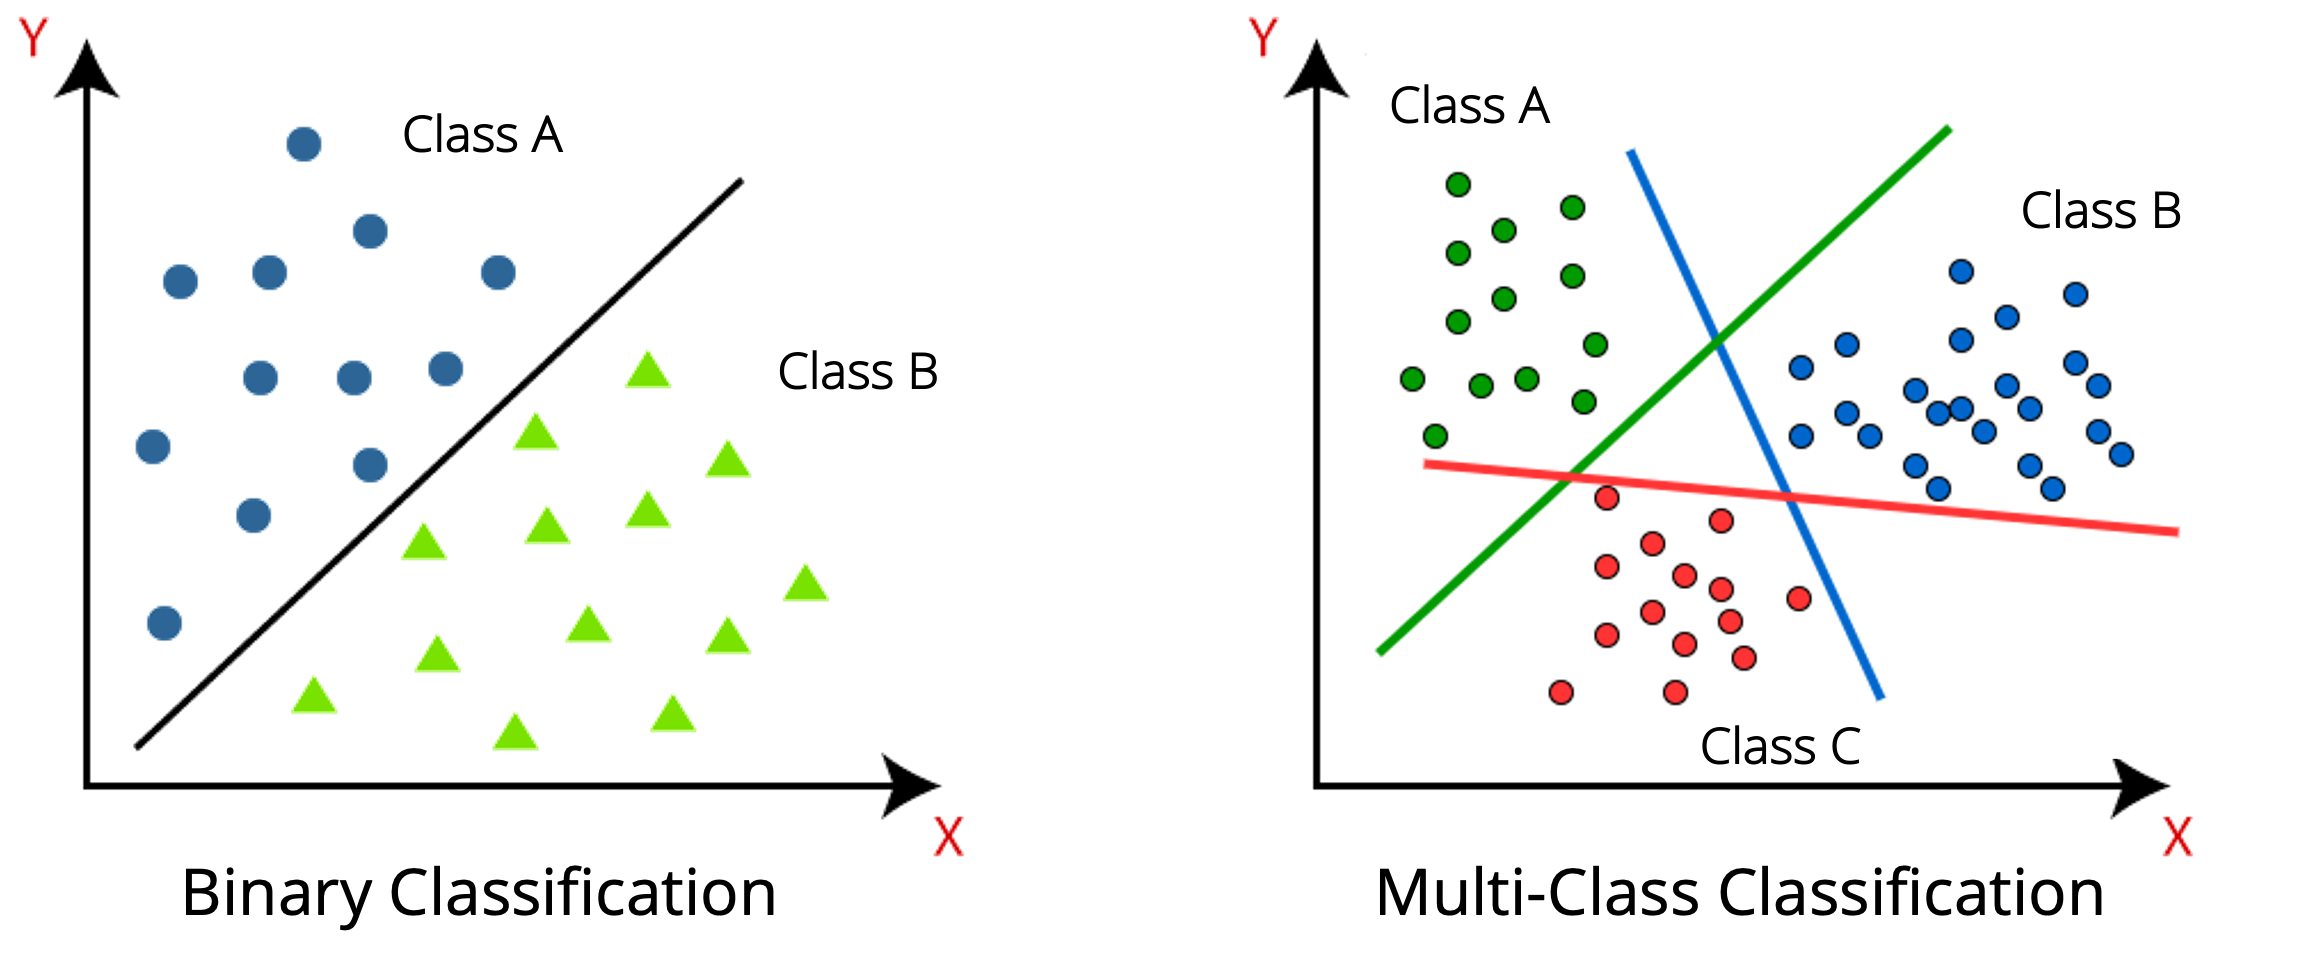 Y
Class A
Class B
X
Binary Classification
Y
Class A
Class B
Class C
X
Multi-Class Classification